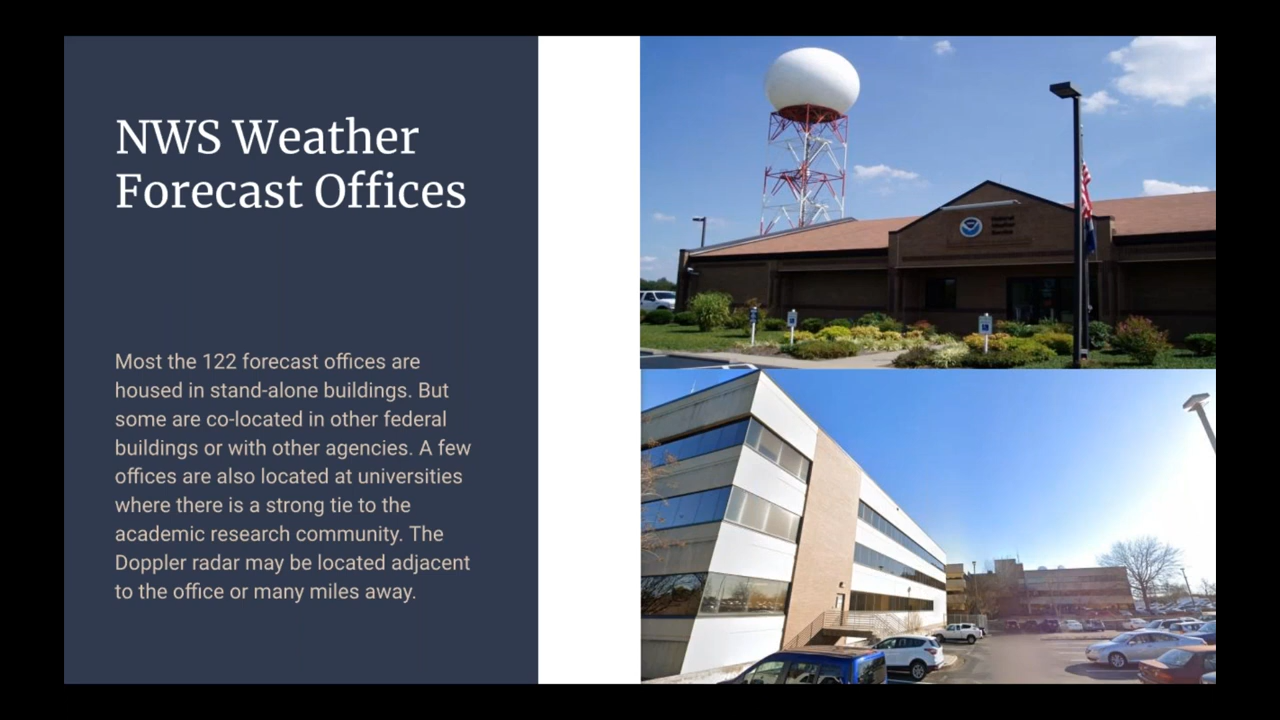 NWS Weather
Forecast Offices
Most the 122 forecast offices are
housed in stand-alone buildings. But
some are co-located in other federal
buildings or with other agencies. A few
offices are also located at universities
where there is a strong tie to the
academic research community. The
Doppler radar may be located adjacent
to the office or many miles away.
National
Weather
Service